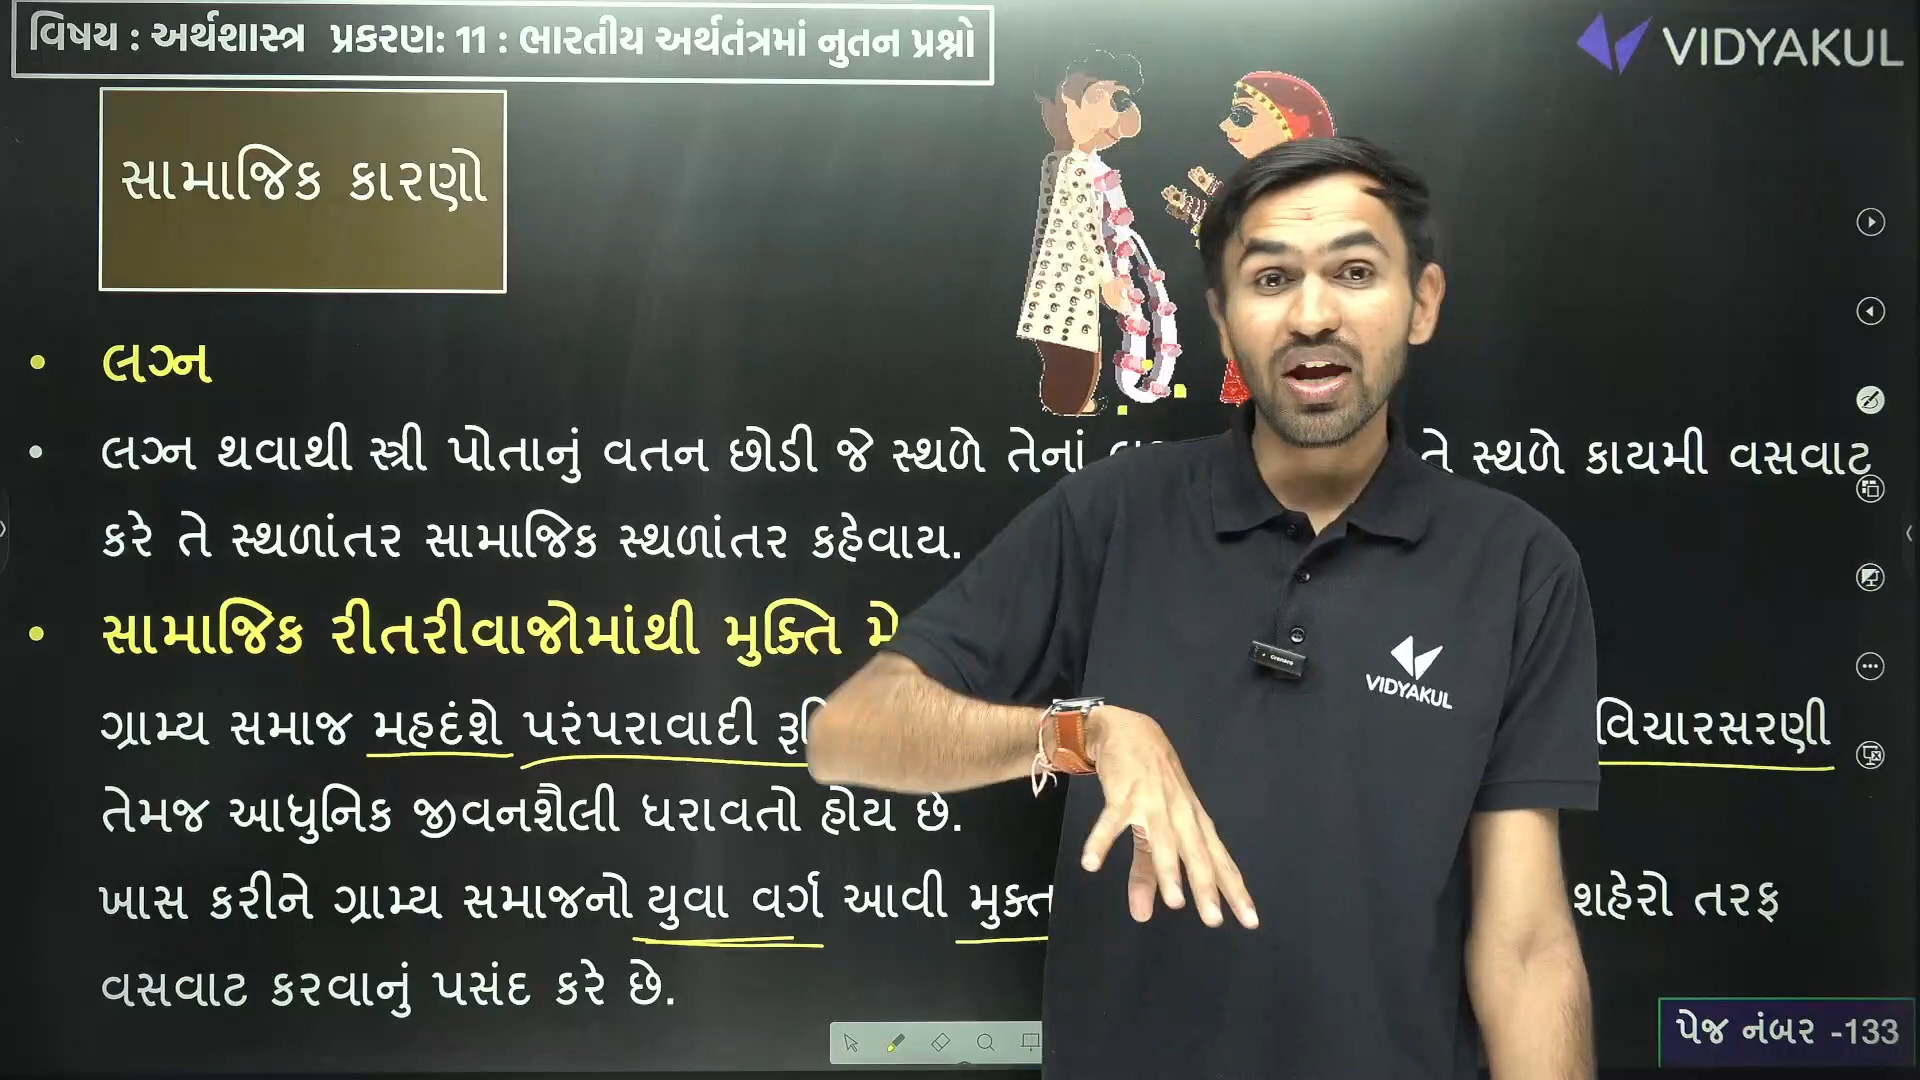 વિષય : અર્થશાસ્ત્ર પ્રકરણ: 11 : ભારતીય અર્થતંત્રમાં નુતન પ્રશ્નો
VIDYAKUL
સામાજિક કારણો
લગ્ન
લગ્ન થવાથી સ્ત્રી પોતાનું વતન છોડી જે સ્થળે તેનાં તે સ્થળે કાયમી વસવાટ
કરે તે સ્થળાંતર સામાજિક સ્થળાંતર કહેવાય.
સામાજિક રીતરીવાજોમાંથી મુક્તિ
ગ્રામ્ય સમાજ મહદંશે પરંપરાવાદી વિચારસરણી
તેમજ આધુનિક જીવનશૈલી ધરાવતો હોય છે.
ખાસ કરીને ગ્રામ્ય સમાજનો યુવા વર્ગ આવી મુક્ત શહેરો તરફ
વસવાટ કરવાનું પસંદ કરે છે.
VIDYAKUL
પેજ નંબર -133